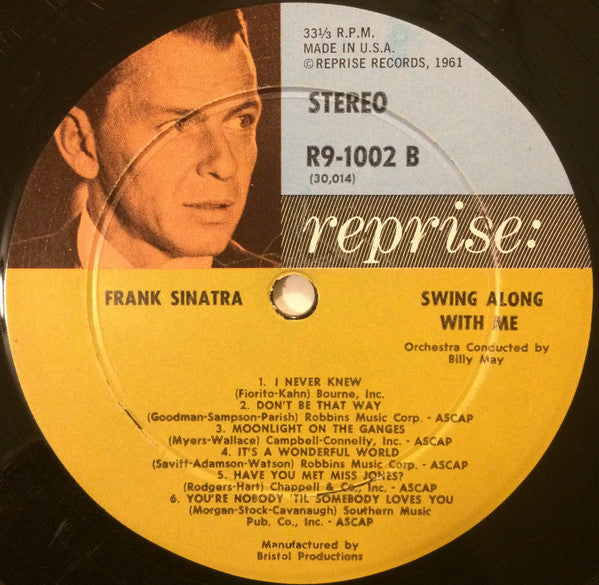 33⅓ R.P.M.
MADE IN U.S.A.
©REPRISE RECORDS, 1961
STEREO
R9-1002 B
(30,014)
reprise:
FRANK SINATRA
SWING ALONG
WITH ME
Orchestra Conducted by
Billy May
1. I NEVER KNEW
(Fiorito-Kahn) Bourne, Inc.
2. DON'T BE THAT WAY
(Goodman-Sampson-Parish) Robbins Music Corp. - ASCAP
3. MOONLIGHT ON THE GANGES
(Myers-Wallace) Campbell-Connelly, Inc. - ASCAP
4. IT'S A WONDERFUL WORLD
(Savitt-Adamson-Watson) Robbins Music Corp. - ASCAP
5. HAVE YOU MET MISS JONES?
(Rodgers-Hart) Chappell & Co., Inc. - ASCAP
6. YOU'RE NOBODY 'TIL SOMEBODY LOVES YOU
(Morgan-Stock-Cavanaugh) Southern Music
Pub. Co., Inc. - ASCAP
Manufactured by
Bristol Productions